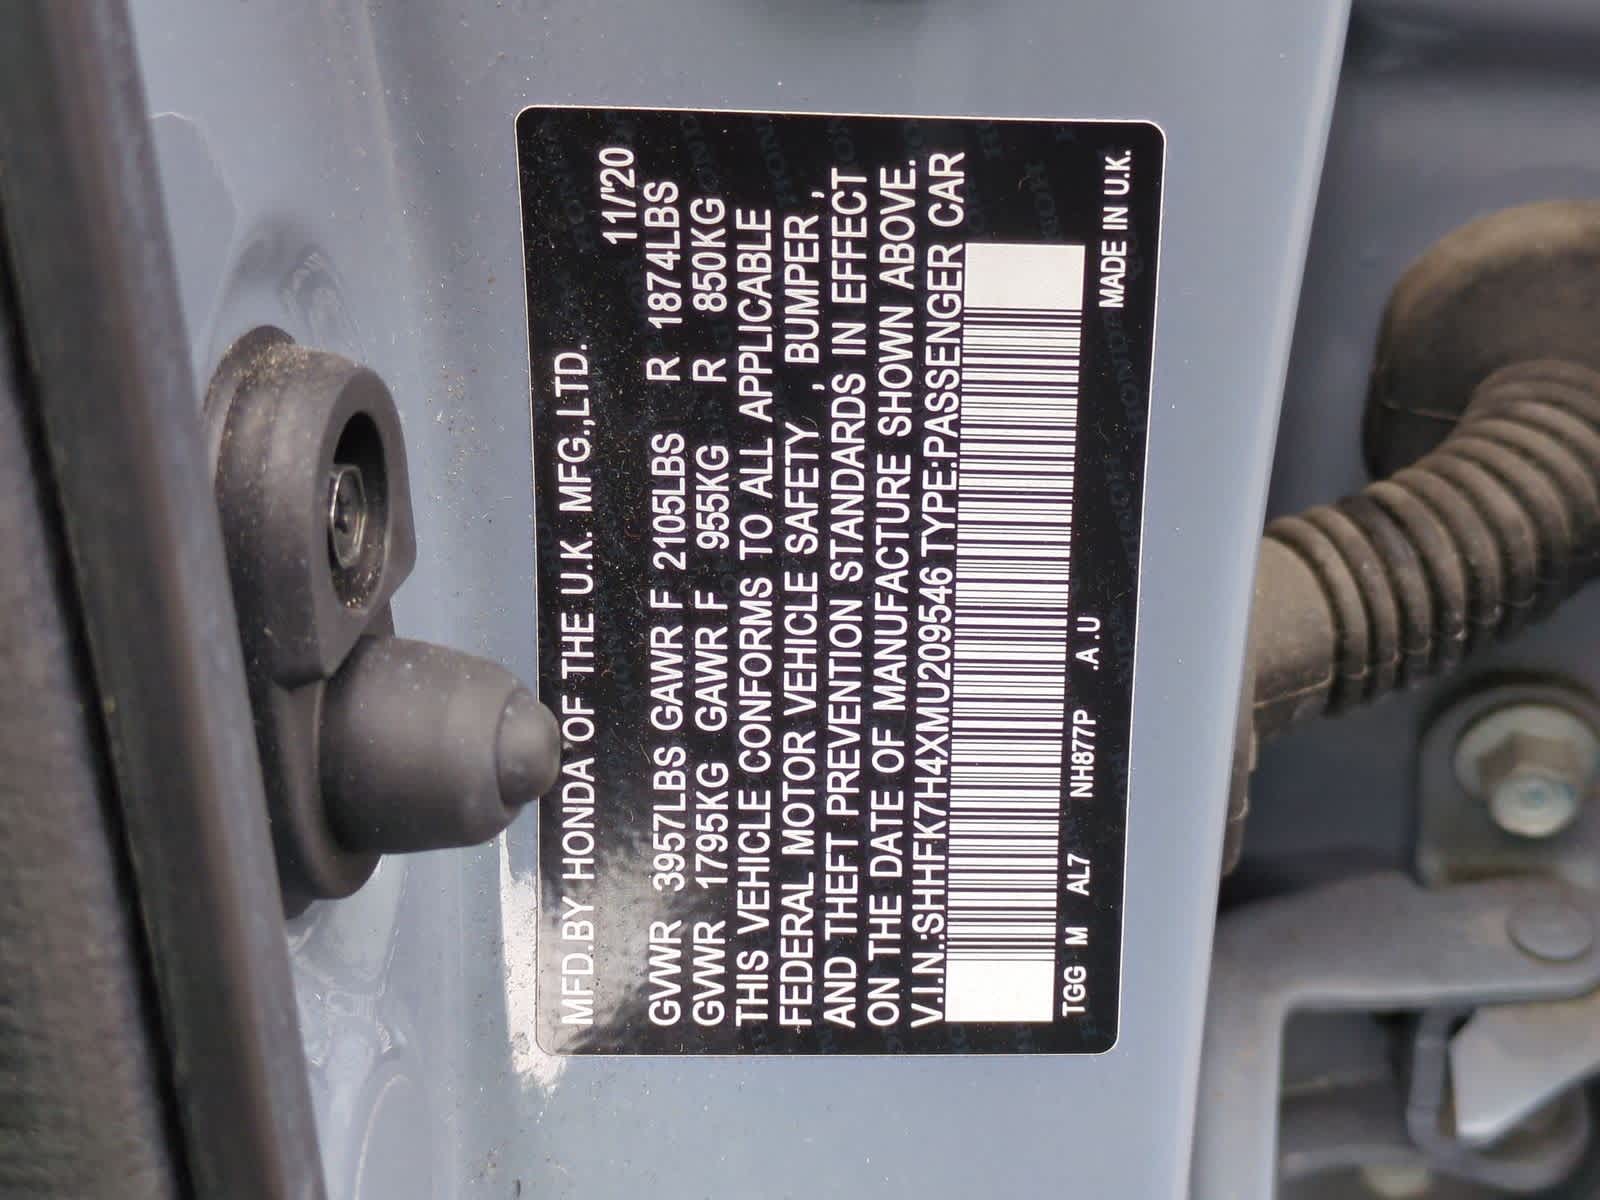 MFD.BY HONDA OF THE U.K. MFG.,LTD. 11/'20
GVWR 3957LBS GAWR F 2105LBS R 1874LBS
GVWR 1795KG GAWR F 955KG R 850KG
THIS VEHICLE CONFORMS TO ALL APPLICABLE
FEDERAL MOTOR VEHICLE SAFETY , BUMPER ,
AND THEFT PREVENTION STANDARDS IN EFFECT
ON THE DATE OF MANUFACTURE SHOWN ABOVE.
V.I.N.:SHHFK7H4XMU209546 TYPE:PASSENGER CAR
TGG M AL7 NH877P .A.U MADE IN U.K.